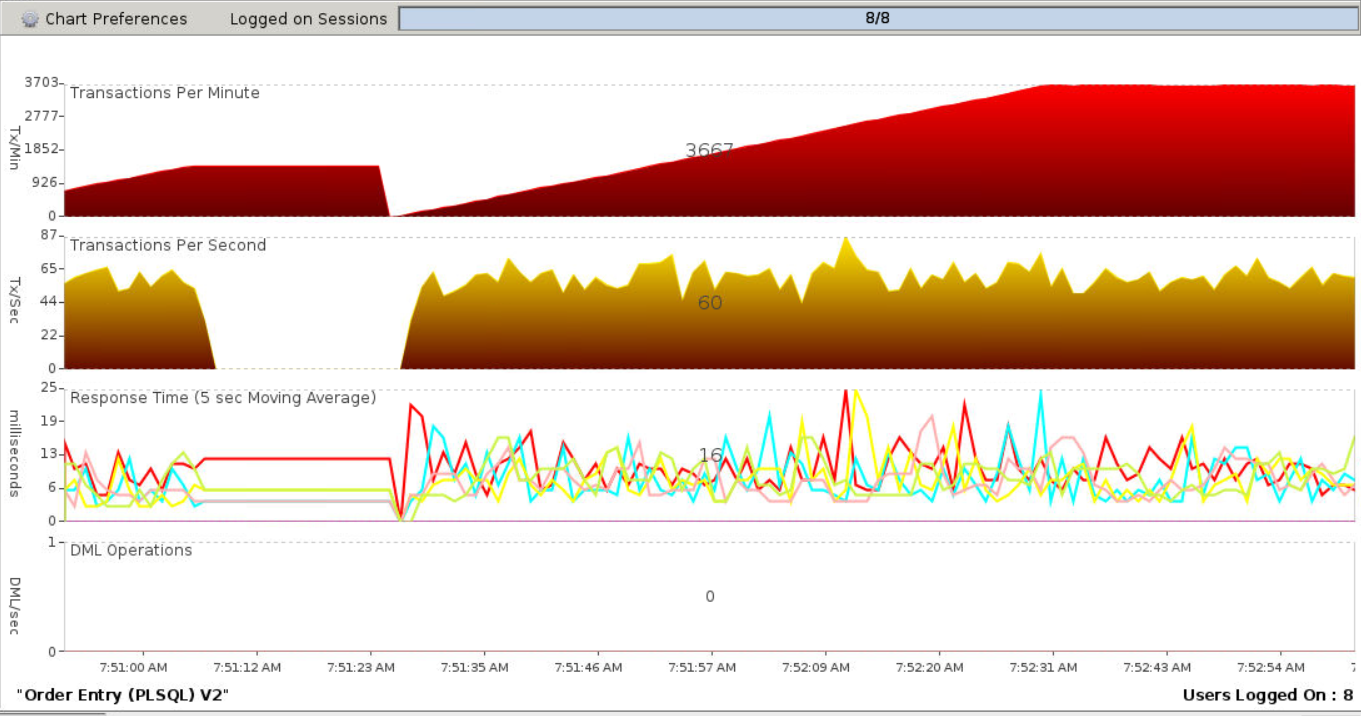 Chart Preferences Logged on Sessions 8/8
3703
Transactions Per Minute
2777
Tx/Min
1852
3667
926
0
87
Transactions Per Second
65
Tx/Sec
44
60
22
0
25
Response Time (5 sec Moving Average)
19
milliseconds
13
16
6
0
1
DML Operations
DML/sec
0
0
7:51:00 AM 7:51:12 AM 7:51:23 AM 7:51:35 AM 7:51:46 AM 7:51:57 AM 7:52:09 AM 7:52:20 AM 7:52:31 AM 7:52:43 AM 7:52:54 AM 7
"Order Entry (PLSQL) V2" Users Logged On : 8